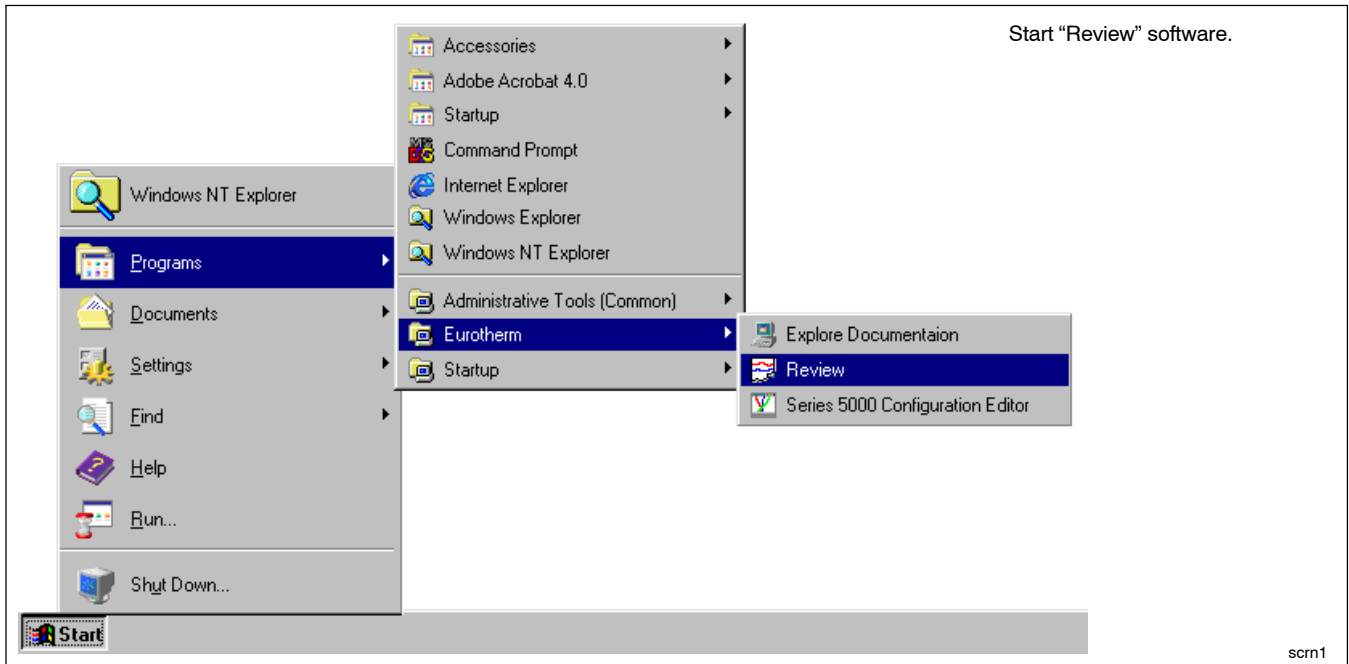 Start “Review” software.
Accessories
Adobe Acrobat 4.0
Startup
Command Prompt
Internet Explorer
Windows Explorer
Windows NT Explorer
Administrative Tools (Common)
Eurotherm
Startup
Windows NT Explorer
Programs
Documents
Settings
Find
Help
Run...
Shut Down...
Explore Documentaion
Review
Series 5000 Configuration Editor
Start
scrn1